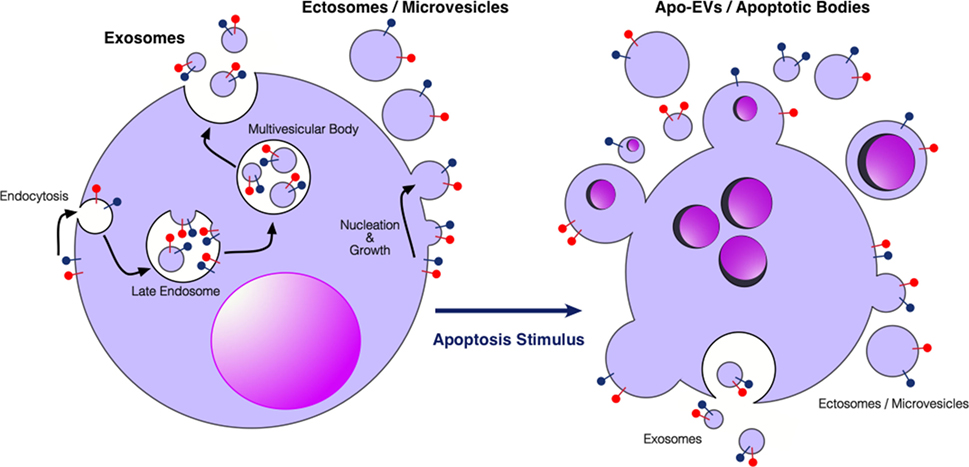 Ectosomes / Microvesicles
Apo-EVs / Apoptotic Bodies
Exosomes
Multivesicular Body
Endocytosis
Nucleation
&
Growth
Late Endosome
Apoptosis Stimulus
Ectosomes / Microvesicles
Exosomes